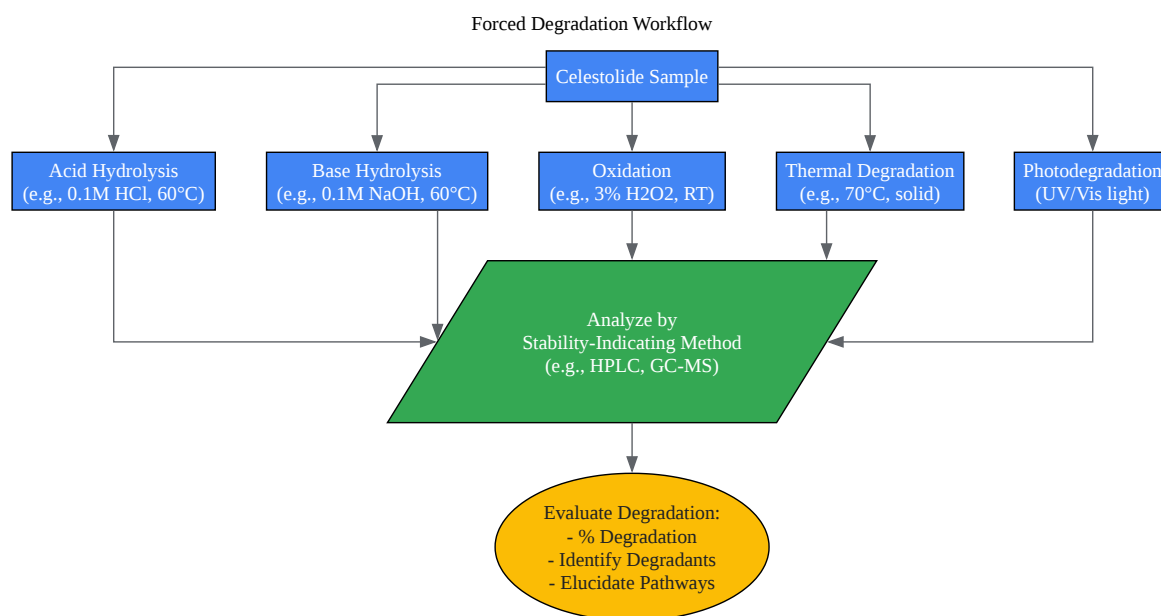 Forced Degradation Workflow
Celestolide Sample
Acid Hydrolysis
(e.g., 0.1M HCl, 60°C)
Base Hydrolysis
(e.g., 0.1M NaOH, 60°C)
Oxidation
(e.g., 3% H2O2, RT)
Thermal Degradation
(e.g., 70°C, solid)
Photodegradation
(UV/Vis light)
Analyze by
Stability-Indicating Method
(e.g., HPLC, GC-MS)
Evaluate Degradation:
- % Degradation
- Identify Degradants
- Elucidate Pathways